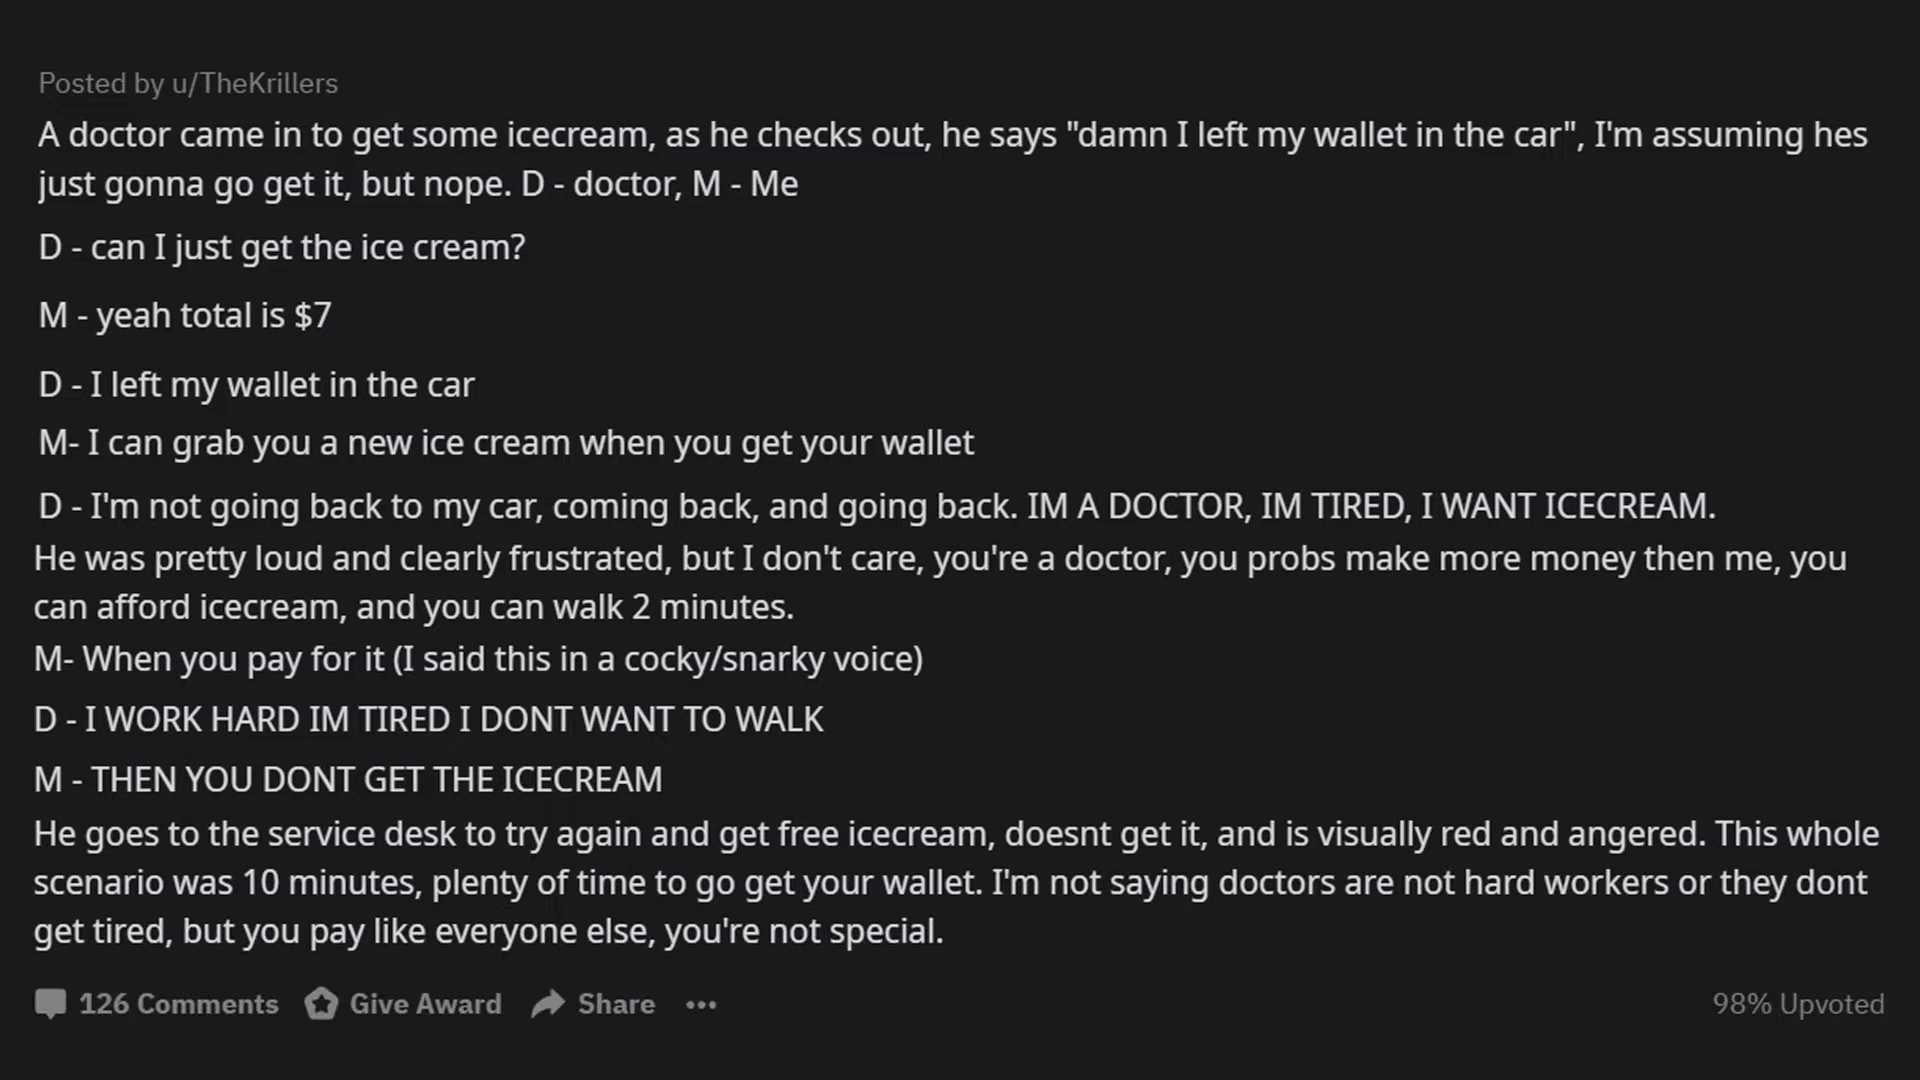 Posted by u/TheKrillers
A doctor came in to get some icecream, as he checks out, he says "damn I left my wallet in the car", I'm assuming hes
just gonna go get it, but nope. D - doctor, M - Me
D - can I just get the ice cream?
M - yeah total is $7
D - I left my wallet in the car
M- I can grab you a new ice cream when you get your wallet
D - I'm not going back to my car, coming back, and going back. IM A DOCTOR, IM TIRED, I WANT ICECREAM.
He was pretty loud and clearly frustrated, but I don't care, you're a doctor, you probs make more money then me, you
can afford icecream, and you can walk 2 minutes.
M- When you pay for it (I said this in a cocky/snarky voice)
D - I WORK HARD IM TIRED I DONT WANT TO WALK
M - THEN YOU DONT GET THE ICECREAM
He goes to the service desk to try again and get free icecream, doesnt get it, and is visually red and angered. This whole
scenario was 10 minutes, plenty of time to go get your wallet. I'm not saying doctors are not hard workers or they dont
get tired, but you pay like everyone else, you're not special.
126 Comments Give Award Share ... 98% Upvoted